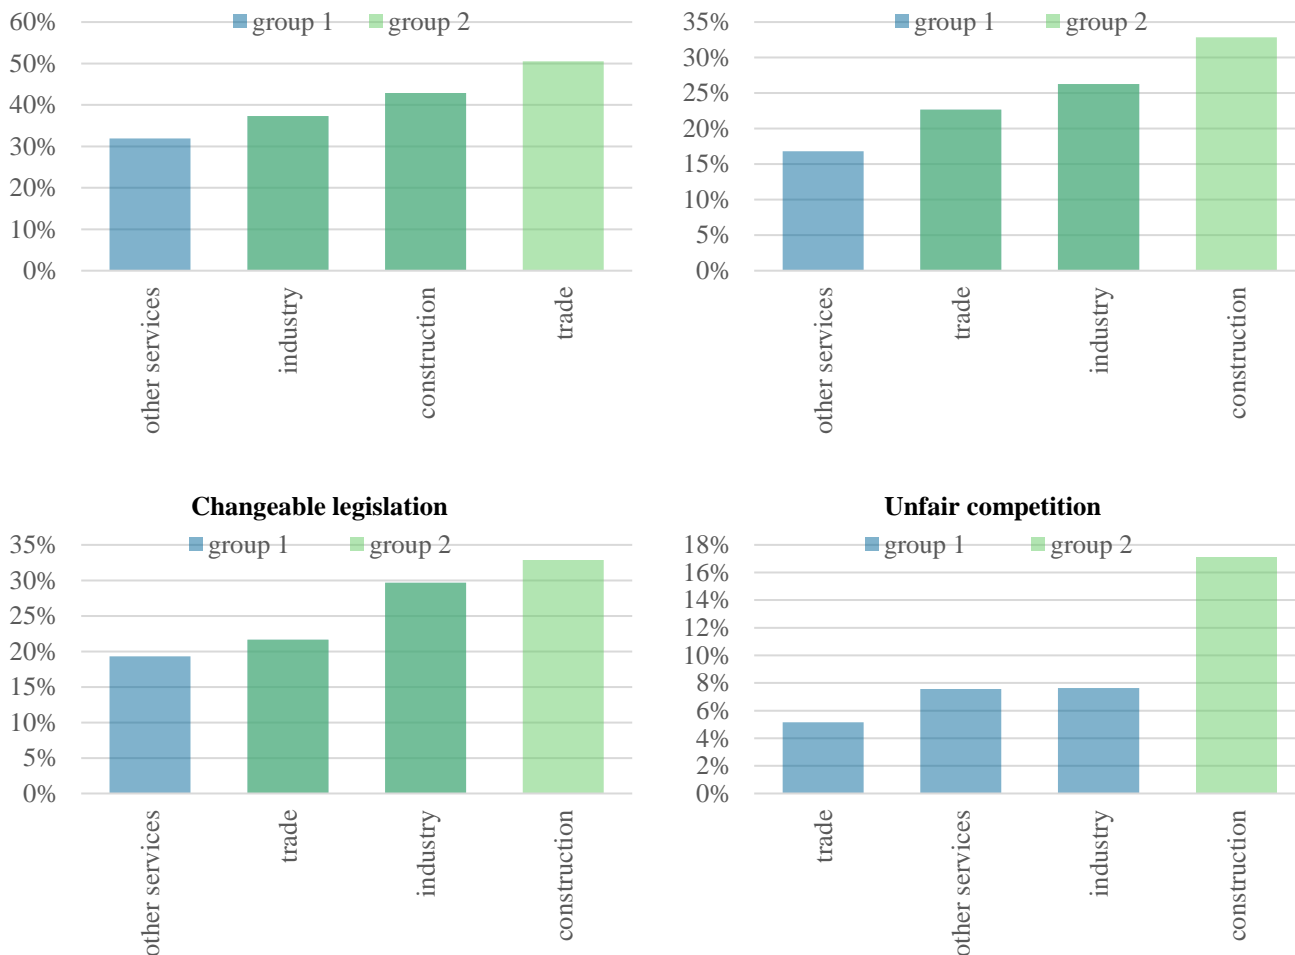 60%
50%
40%
30%
20%
10%
0%
group 1
group 2
other services
industry
construction
trade
35%
30%
25%
20%
15%
10%
5%
0%
group 1
group 2
other services
trade
industry
construction
Changeable legislation
35%
30%
25%
20%
15%
10%
5%
0%
group 1
group 2
other services
trade
industry
construction
Unfair competition
18%
16%
14%
12%
10%
8%
6%
4%
2%
0%
group 1
group 2
trade
other services
industry
construction